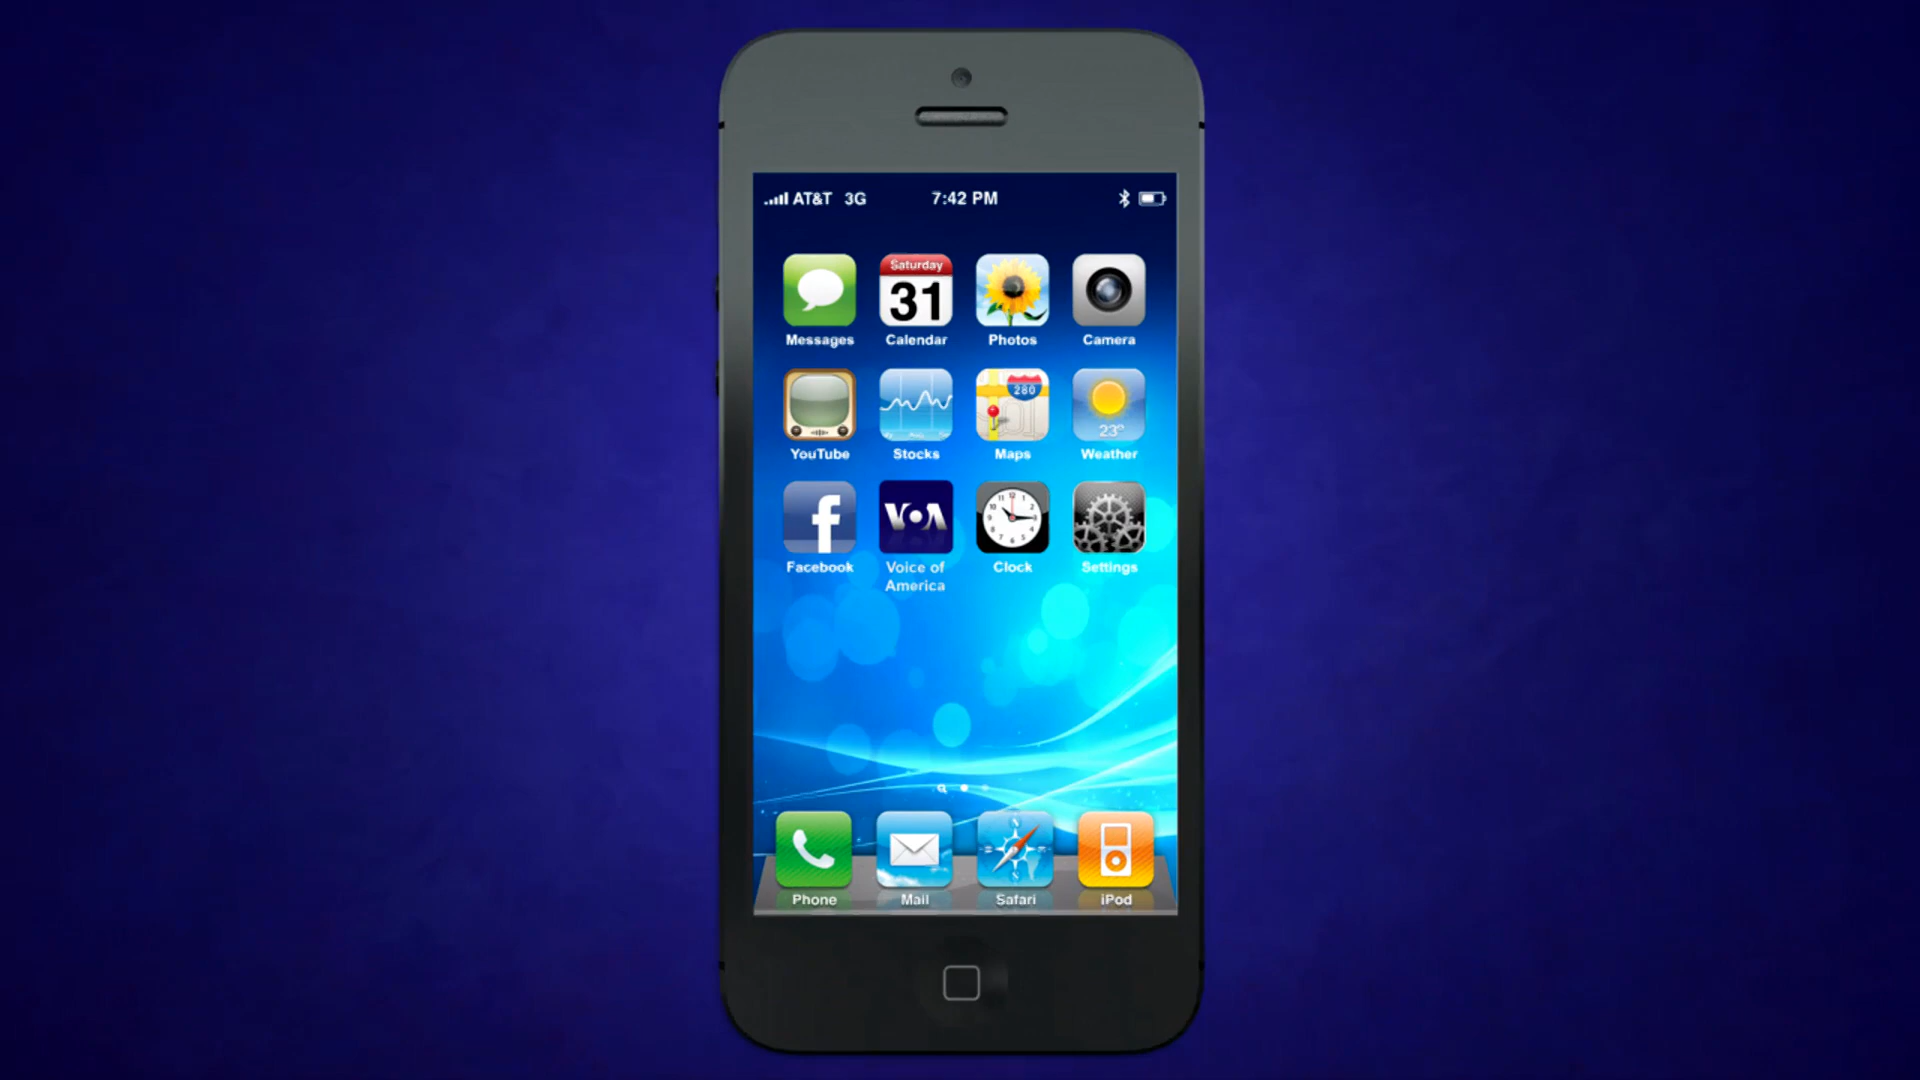 AT&T 3G 7:42 PM
Saturday
31
Messages Calendar Photos Camera
280
23°
YouTube Stocks Maps Weather
f VOA
Facebook Voice of America Clock Settings
Phone Mail Safari iPod